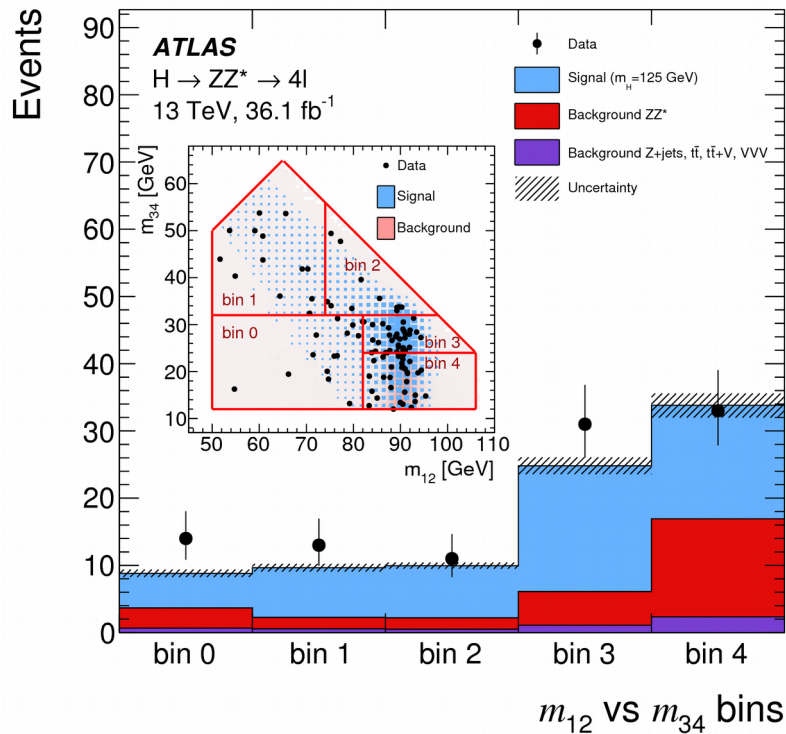 Events
90
80
70
60
50
40
30
20
10
0
ATLAS
H → ZZ* → 4l
13 TeV, 36.1 fb⁻¹
Data
Signal (m_H=125 GeV)
Background ZZ*
Background Z+jets, tt̄, tt̄+V, VVV
Uncertainty
m₃₄ [GeV]
60
50
40
30
20
10
Data
Signal
Background
bin 2
bin 1
bin 0
bin 3
bin 4
50 60 70 80 90 100 110
m₁₂ [GeV]
bin 0 bin 1 bin 2 bin 3 bin 4
m₁₂ vs m₃₄ bins